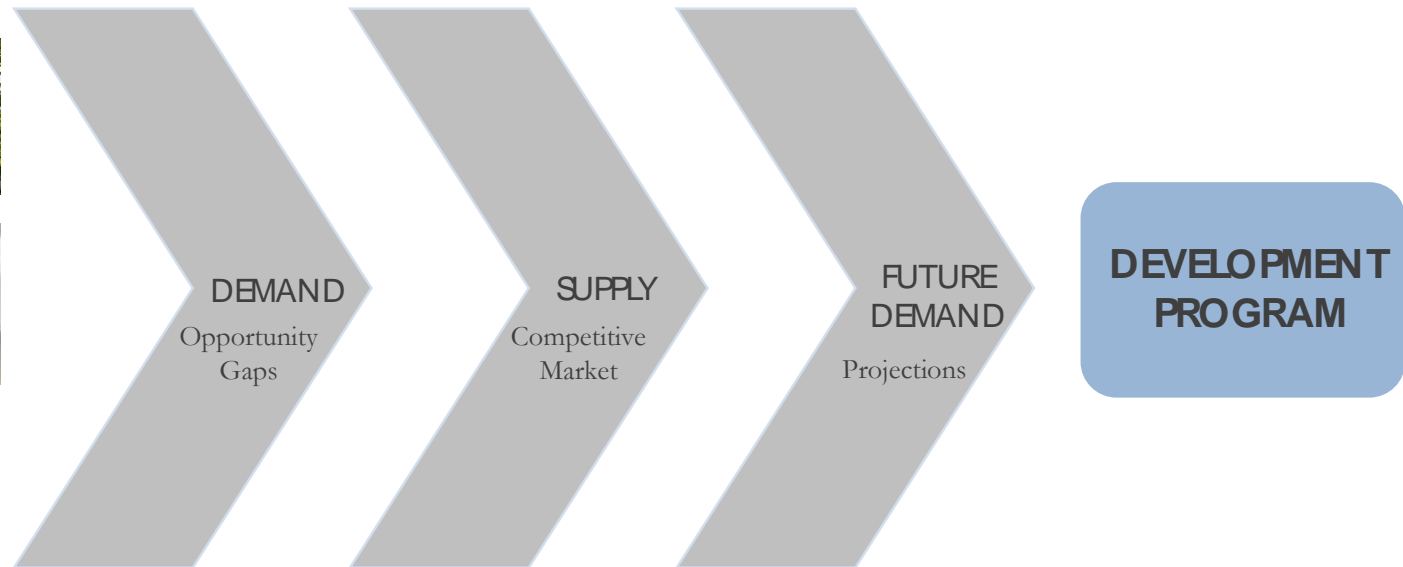 DEMAND
Opportunity
Gaps
SUPPLY
Competitive
Market
FUTURE
DEMAND
Projections
DEVELOPMENT
PROGRAM